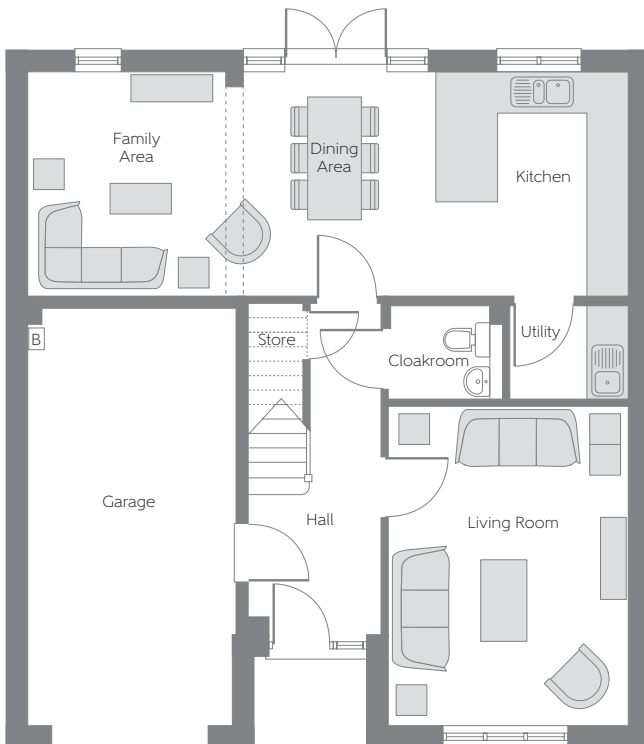 Family
Area
Dining
Area
Kitchen
B
Store
Utility
Cloakroom
Garage
Hall
Living Room